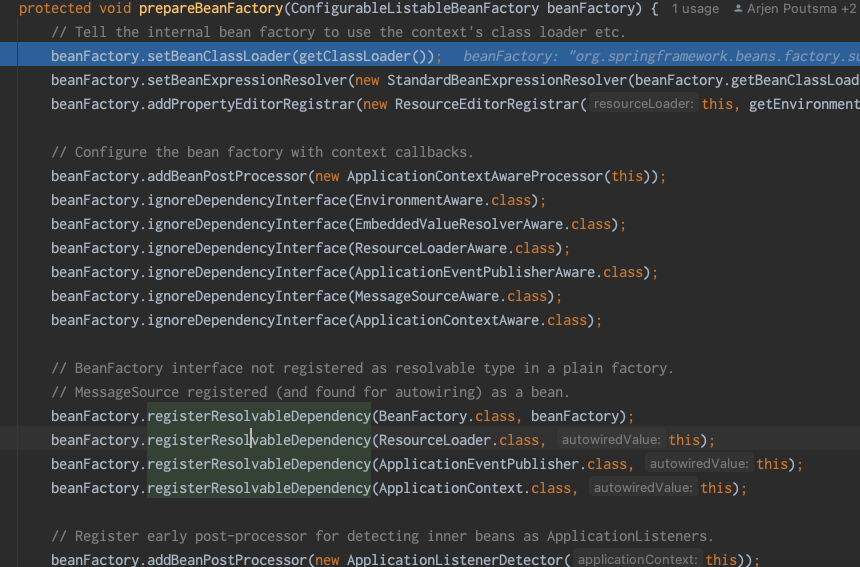 protected void prepareBeanFactory(ConfigurableListableBeanFactory beanFactory) { 1 usage Arjen Poutsma +2
// Tell the internal bean factory to use the context's class loader etc.
beanFactory.setBeanClassLoader(getClassLoader()); beanFactory: "org.springframework.beans.factory.su
beanFactory.setBeanExpressionResolver(new StandardBeanExpressionResolver(beanFactory.getBeanClassLoad
beanFactory.addPropertyEditorRegistrar(new ResourceEditorRegistrar( resourceLoader: this, getEnvironment
// Configure the bean factory with context callbacks.
beanFactory.addBeanPostProcessor(new ApplicationContextAwareProcessor(this));
beanFactory.ignoreDependencyInterface(EnvironmentAware.class);
beanFactory.ignoreDependencyInterface(EmbeddedValueResolverAware.class);
beanFactory.ignoreDependencyInterface(ResourceLoaderAware.class);
beanFactory.ignoreDependencyInterface(ApplicationEventPublisherAware.class);
beanFactory.ignoreDependencyInterface(MessageSourceAware.class);
beanFactory.ignoreDependencyInterface(ApplicationContextAware.class);
// BeanFactory interface not registered as resolvable type in a plain factory.
// MessageSource registered (and found for autowiring) as a bean.
beanFactory.registerResolvableDependency(BeanFactory.class, beanFactory);
beanFactory.registerResolvableDependency(ResourceLoader.class, autowiredValue: this);
beanFactory.registerResolvableDependency(ApplicationEventPublisher.class, autowiredValue: this);
beanFactory.registerResolvableDependency(ApplicationContext.class, autowiredValue: this);
// Register early post-processor for detecting inner beans as ApplicationListeners.
beanFactory.addBeanPostProcessor(new ApplicationListenerDetector( applicationContext: this));